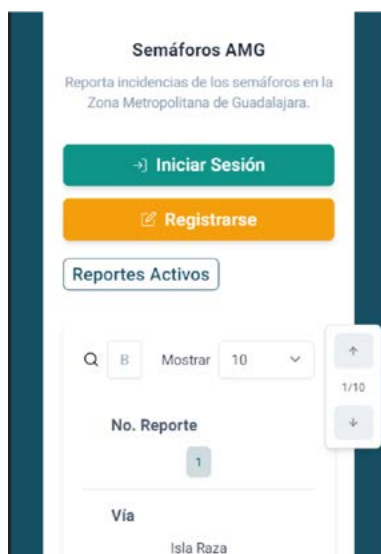 Semáforos AMG
Reporta incidencias de los semáforos en la
Zona Metropolitana de Guadalajara.
Iniciar Sesión
Registrarse
Reportes Activos
B Mostrar 10
1/10
No. Reporte
1
Vía
Isla Raza